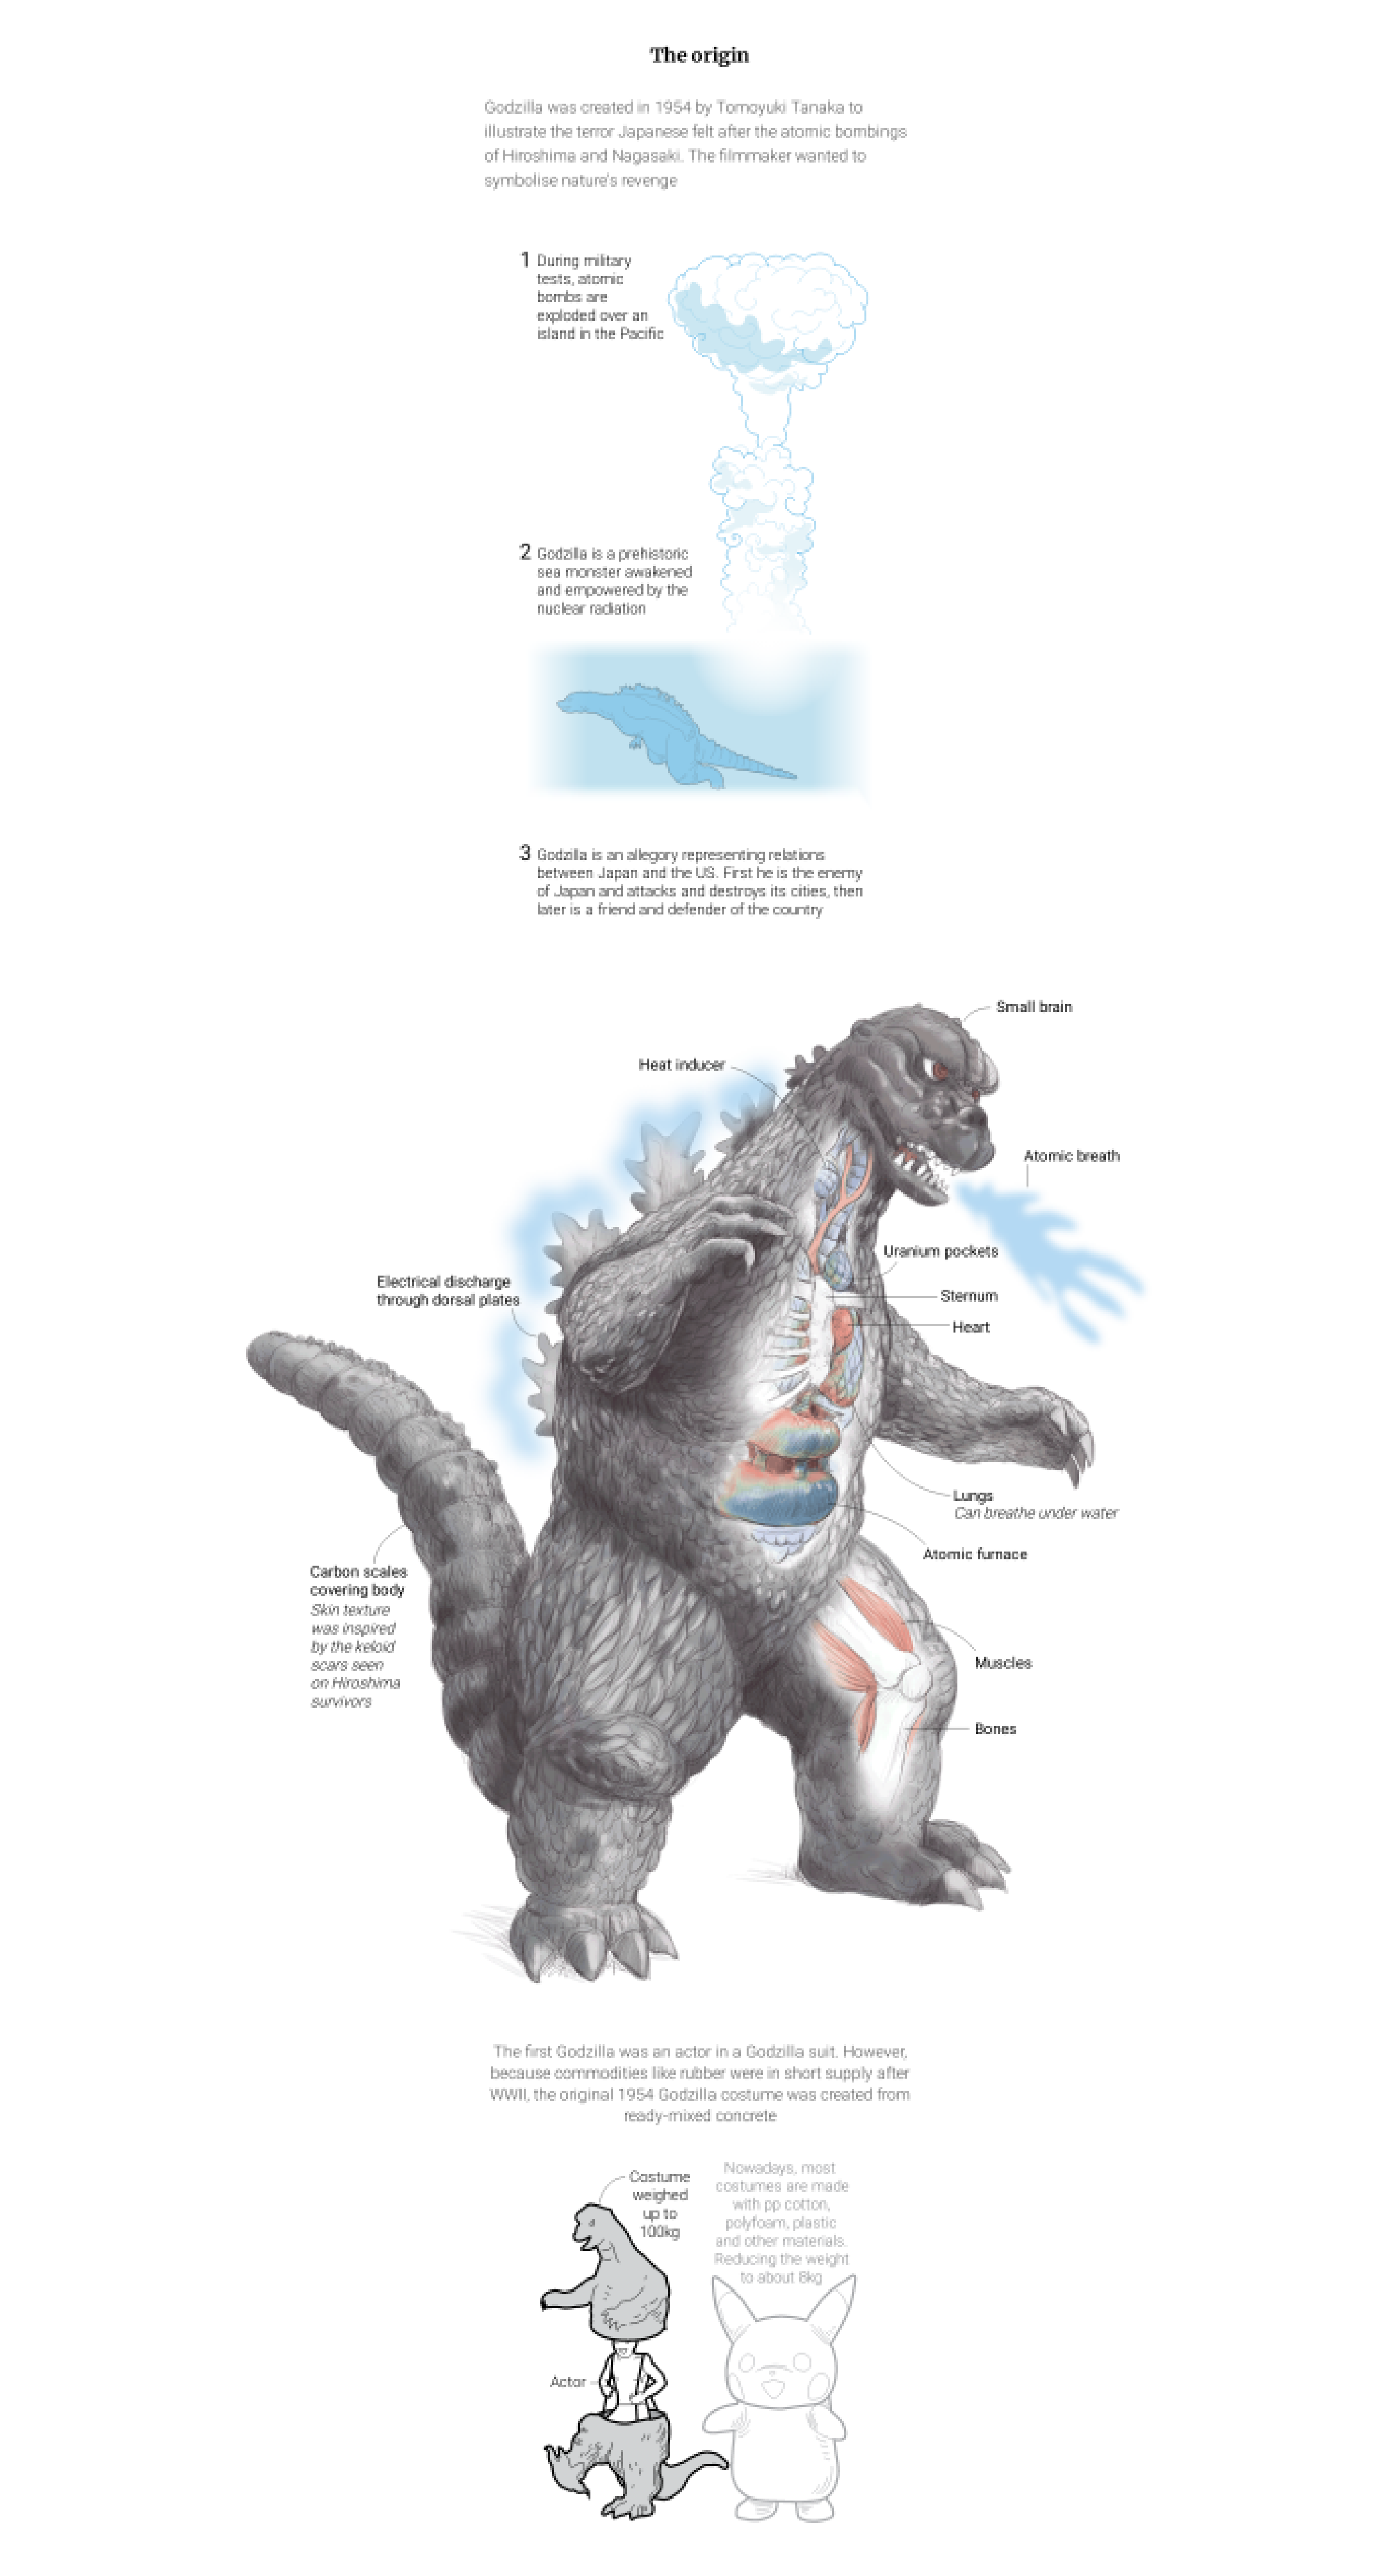 The origin
Godzilla was created in 1954 by Tomoyuki Tanaka to
illustrate the terror Japanese felt after the atomic bombings
of Hiroshima and Nagasaki. The filmmaker wanted to
symbolise nature's revenge
1 During military
tests, atomic
bombs are
exploded over an
island in the Pacific
2 Godzilla is a prehistoric
sea monster awakened
and empowered by the
nuclear radiation
3 Godzilla is an allegory representing relations
between Japan and the US. First he is the enemy
of Japan and attacks and destroys its cities, then
later is a friend and defender of the country
Small brain
Heat inducer
Atomic breath
Uranium pockets
Electrical discharge
through dorsal plates
Sternum
Heart
Lungs
Can breathe under water
Atomic furnace
Carbon scales
covering body
Skin texture
was inspired
by the keloid
scars seen
on Hiroshima
survivors
Muscles
Bones
The first Godzilla was an actor in a Godzilla suit. However,
because commodities like rubber were in short supply after
WWII, the original 1954 Godzilla costume was created from
ready-mixed concrete
Costume
weighed
up to
100kg
Nowadays, most
costumes are made
with pp cotton,
polyfoam, plastic
and other materials.
Reducing the weight
to about 8kg
Actor